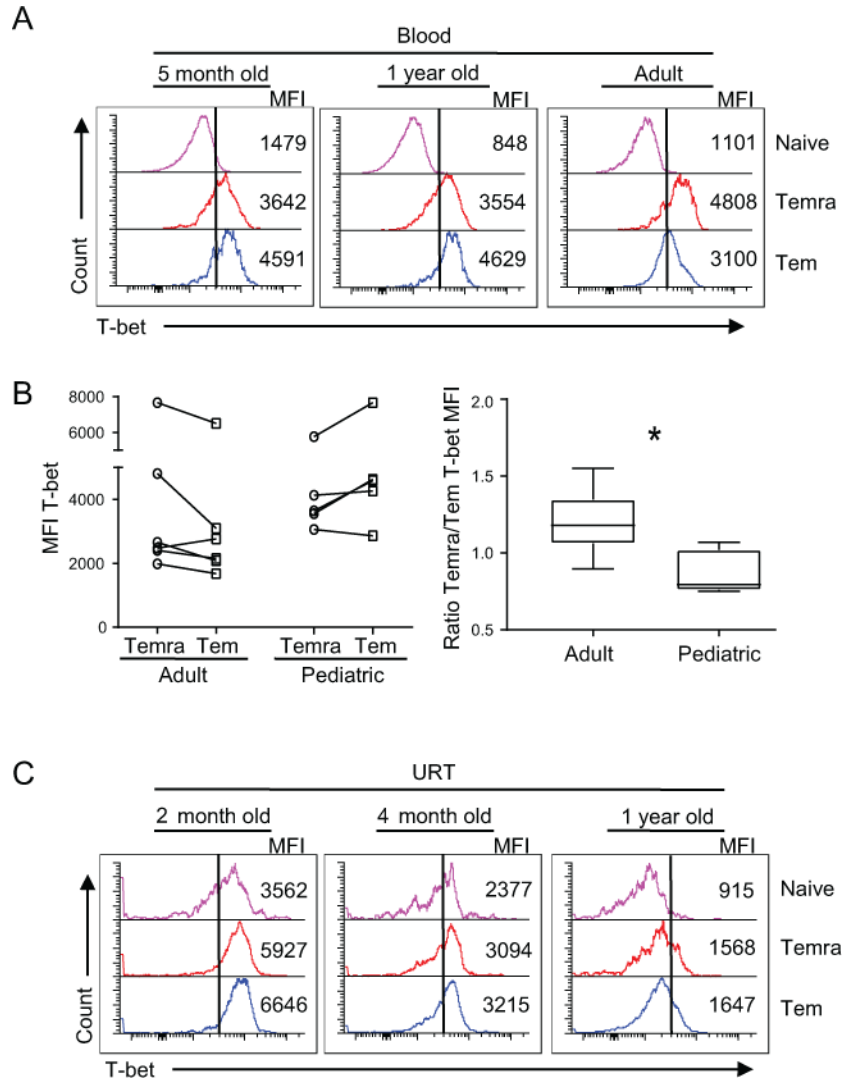 A
Blood
5 month old 1 year old Adult
MFI MFI MFI
1479 848 1101 Naive
3642 3554 4808 Temra
4591 4629 3100 Tem
Count
T-bet
B
8000
6000
4000
2000
0
MFI T-bet
Temra Tem Temra Tem
Adult Pediatric
2.0
1.5
1.0
0.5
Ratio Temra/Tem T-bet MFI
*
Adult Pediatric
C
URT
2 month old 4 month old 1 year old
MFI MFI MFI
3562 2377 915 Naive
5927 3094 1568 Temra
6646 3215 1647 Tem
Count
T-bet